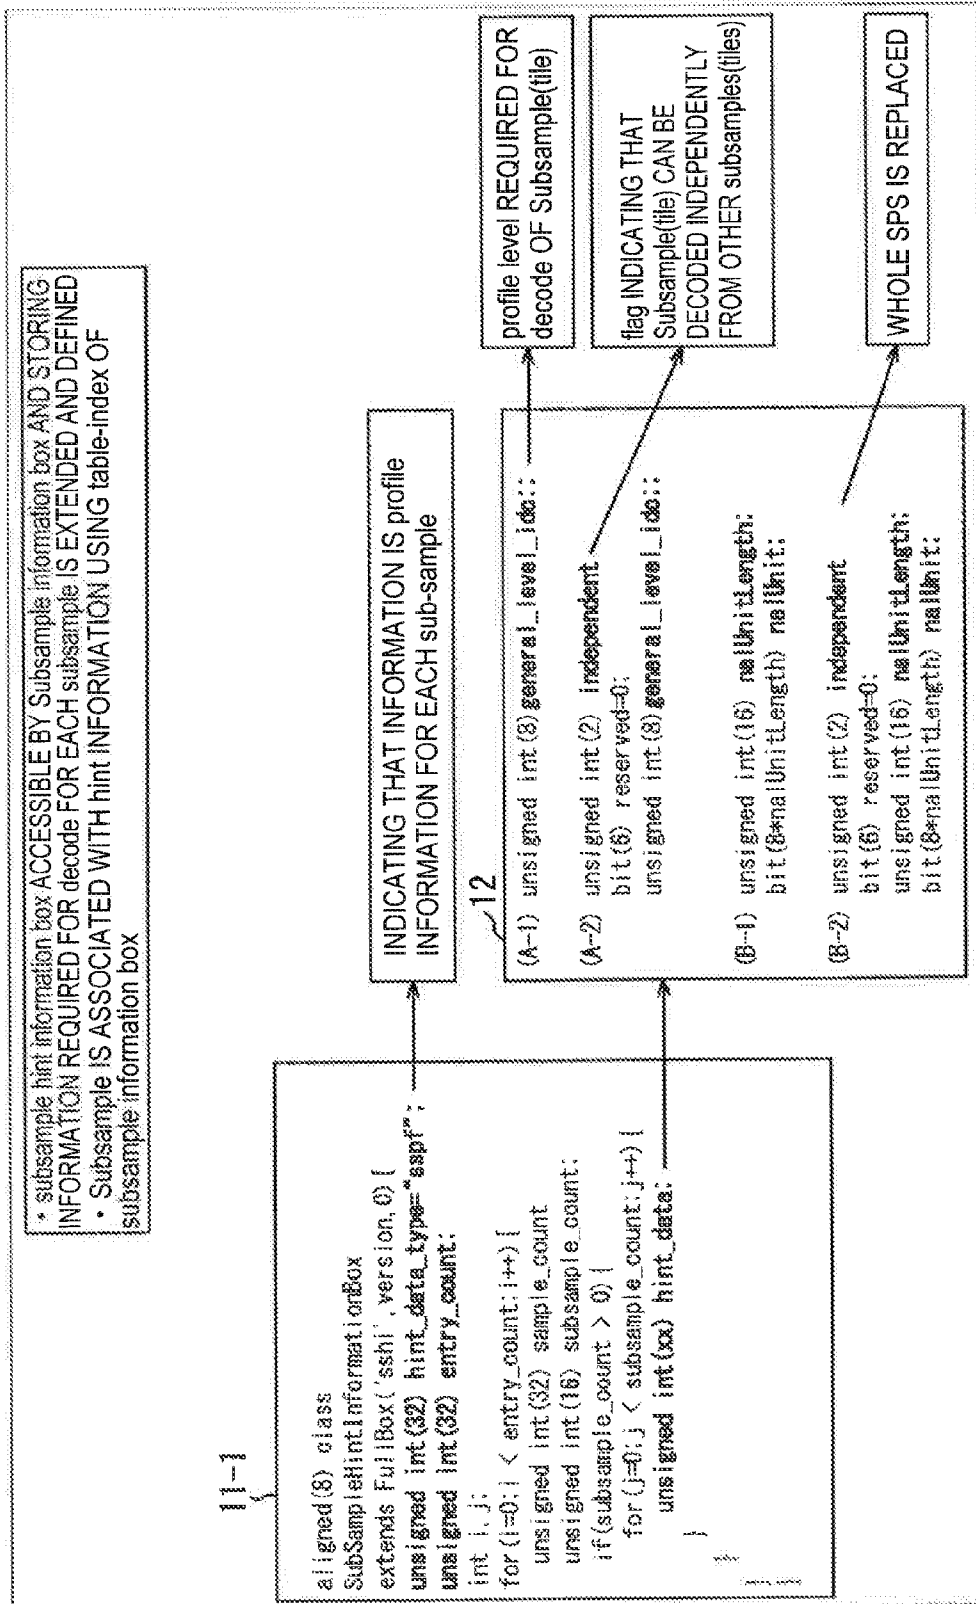 • subsample hint information box ACCESSIBLE BY Subsample information box AND STORING
INFORMATION REQUIRED FOR decode FOR EACH subsample IS EXTENDED AND DEFINED
• Subsample IS ASSOCIATED WITH hint INFORMATION USING table-index OF
subsample information box
11-1
aligned(8) class
SubSampleHintInformationBox
extends FullBox('sshi',version,0) {
unsigned int(32) hint_data_type="sspf";
unsigned int(32) entry_count;
int i,j;
for(i=0;i < entry_count;i++) {
unsigned int(32) sample_count
unsigned int(16) subsample_count;
if(subsample_count > 0) {
for(j=0;j < subsample_count;j++) {
unsigned int(xx) hint_data;
}
}
}
}
INDICATING THAT INFORMATION IS profile
INFORMATION FOR EACH sub-sample
12
(A-1) unsigned int(8)general_level_idc;;
(A-2) unsigned int(2) independent
bit(6) reserved=0;
unsigned int(8)general_level_idc;;
(B-1) unsigned int(16) nalUnitLength;
bit(8*nalUnitLength) nalUnit;
(B-2) unsigned int(2) independent
bit(6) reserved=0;
unsigned int(16) nalUnitLength;
bit(8*nalUnitLength) nalUnit;
profile level REQUIRED FOR
decode OF Subsample(tile)
flag INDICATING THAT
Subsample(tile) CAN BE
DECODED INDEPENDENTLY
FROM OTHER subsamples(tiles)
WHOLE SPS IS REPLACED